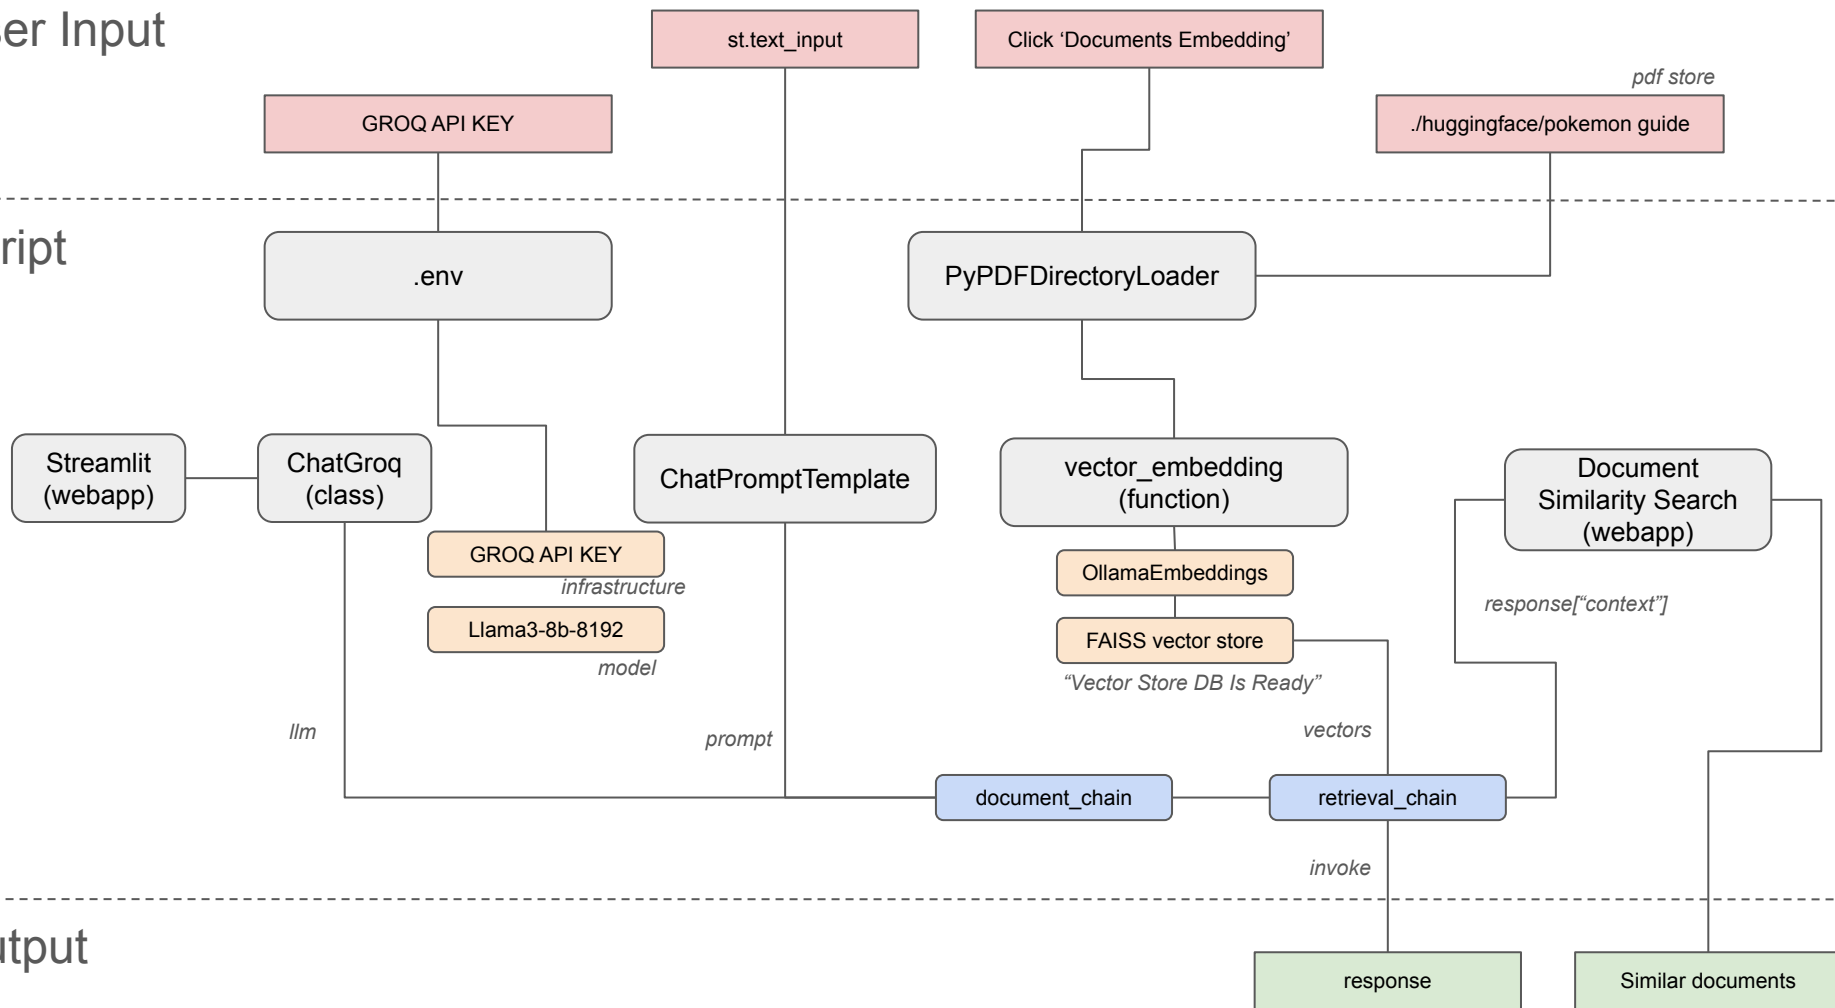 ser Input
st.text_input
Click ‘Documents Embedding’
pdf store
GROQ API KEY
./huggingface/pokemon guide
ript
.env
PyPDFDirectoryLoader
Streamlit
(webapp)
ChatGroq
(class)
ChatPromptTemplate
vector_embedding
(function)
Document
Similarity Search
(webapp)
GROQ API KEY
infrastructure
OllamaEmbeddings
response[“context”]
Llama3-8b-8192
model
FAISS vector store
“Vector Store DB Is Ready”
llm
prompt
vectors
document_chain
retrieval_chain
invoke
utput
response
Similar documents